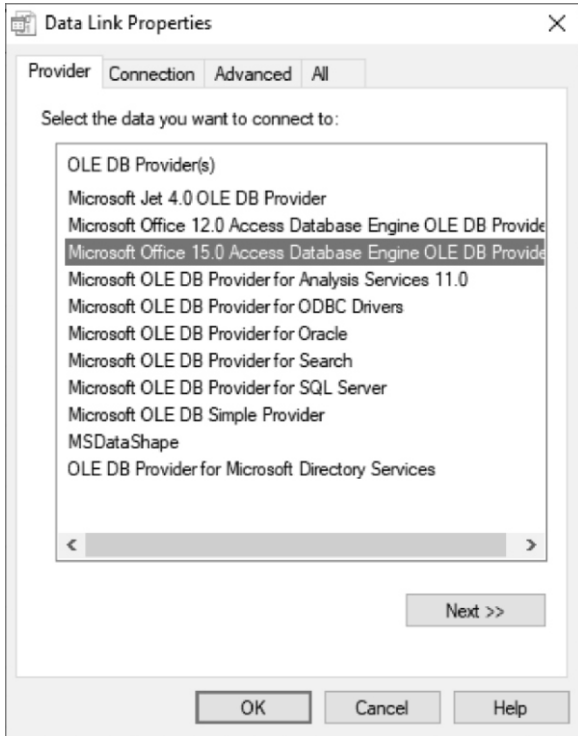 Data Link Properties
Provider Connection Advanced All
Select the data you want to connect to:
OLE DB Provider(s)
Microsoft Jet 4.0 OLE DB Provider
Microsoft Office 12.0 Access Database Engine OLE DB Provide
Microsoft Office 15.0 Access Database Engine OLE DB Provide
Microsoft OLE DB Provider for Analysis Services 11.0
Microsoft OLE DB Provider for ODBC Drivers
Microsoft OLE DB Provider for Oracle
Microsoft OLE DB Provider for Search
Microsoft OLE DB Provider for SQL Server
Microsoft OLE DB Simple Provider
MSDataShape
OLE DB Provider for Microsoft Directory Services
Next >>
OK Cancel Help